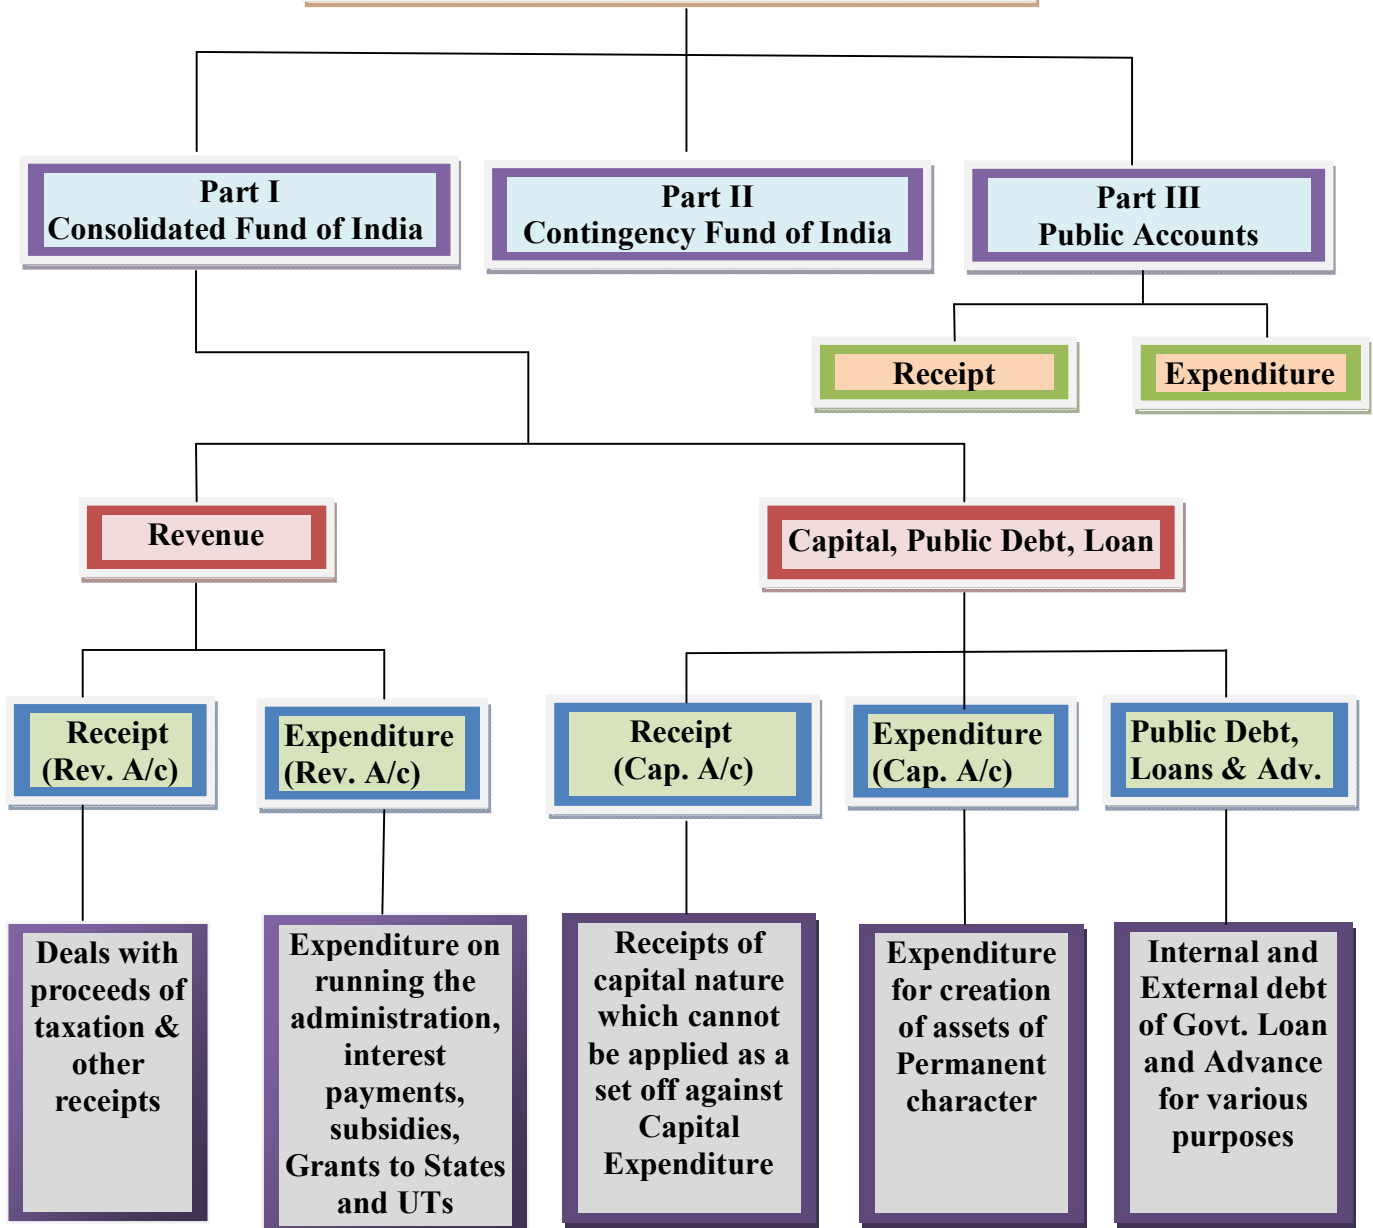 Part I
Consolidated Fund of India
Part II
Contingency Fund of India
Part III
Public Accounts
Receipt
Expenditure
Revenue
Capital, Public Debt, Loan
Receipt
(Rev. A/c)
Expenditure
(Rev. A/c)
Receipt
(Cap. A/c)
Expenditure
(Cap. A/c)
Public Debt,
Loans & Adv.
Deals with
proceeds of
taxation &
other
receipts
Expenditure on
running the
administration,
interest
payments,
subsidies,
Grants to States
and UTs
Receipts of
capital nature
which cannot
be applied as a
set off against
Capital
Expenditure
Expenditure
for creation
of assets of
Permanent
character
Internal and
External debt
of Govt. Loan
and Advance
for various
purposes